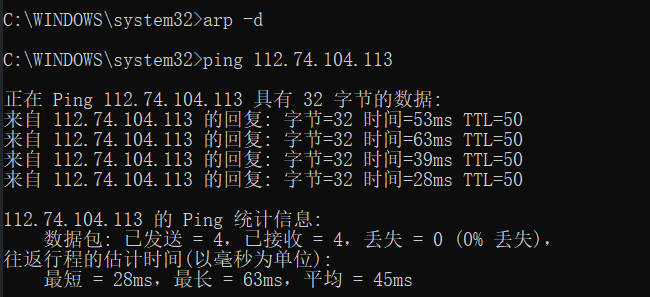 C:\WINDOWS\system32>arp -d
C:\WINDOWS\system32>ping 112.74.104.113
正在 Ping 112.74.104.113 具有 32 字节的数据:
来自 112.74.104.113 的回复: 字节=32 时间=53ms TTL=50
来自 112.74.104.113 的回复: 字节=32 时间=63ms TTL=50
来自 112.74.104.113 的回复: 字节=32 时间=39ms TTL=50
来自 112.74.104.113 的回复: 字节=32 时间=28ms TTL=50
112.74.104.113 的 Ping 统计信息:
数据包: 已发送 = 4，已接收 = 4，丢失 = 0 (0% 丢失)，
往返行程的估计时间(以毫秒为单位):
最短 = 28ms，最长 = 63ms，平均 = 45ms